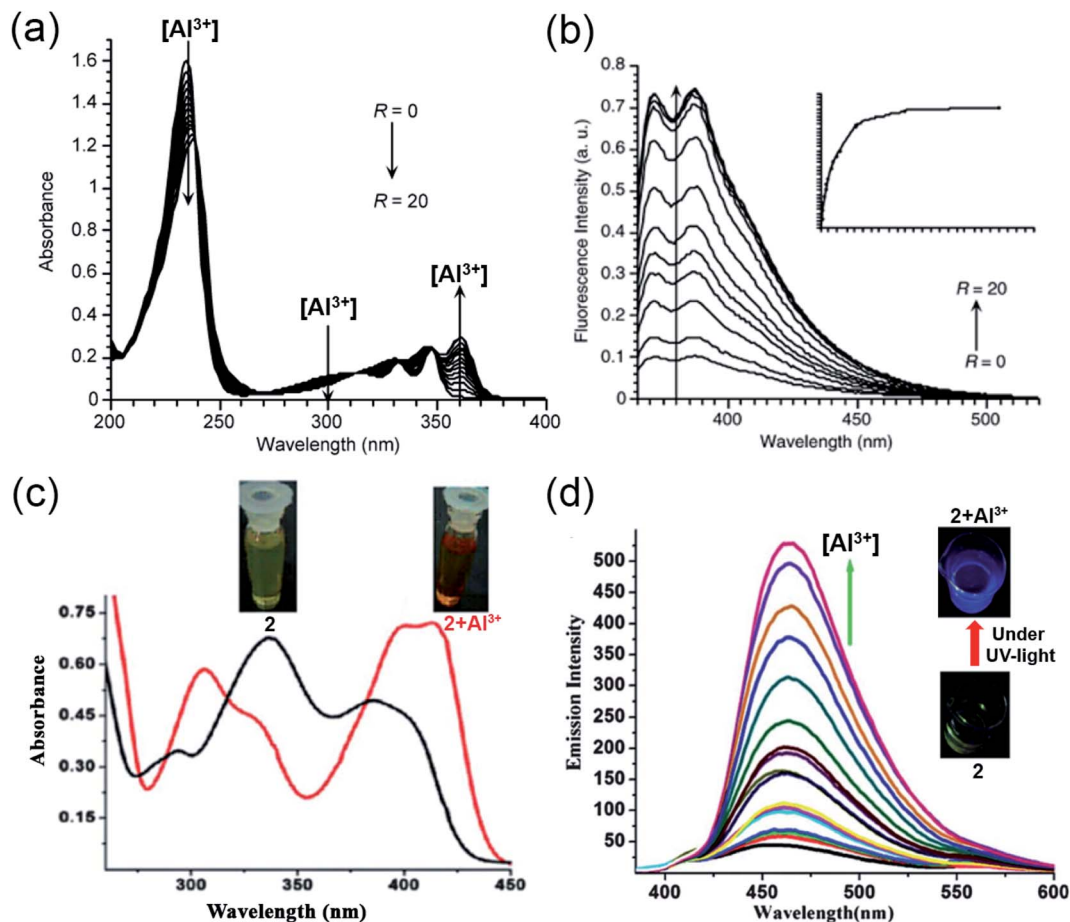 (a)
[Al³⁺]
1.6
1.4
1.2
1
0.8
0.6
0.4
0.2
0
Absorbance
R = 0
R = 20
[Al³⁺]
[Al³⁺]
200
250
300
350
400
Wavelength (nm)
(b)
0.8
0.7
0.6
0.5
0.4
0.3
0.2
0.1
0
Fluorescence Intensity (a. u.)
R = 20
R = 0
400
450
500
Wavelength (nm)
(c)
2
2+Al³⁺
0.75
0.60
0.45
0.30
0.15
Absorbance
300
350
400
450
Wavelength (nm)
(d)
[Al³⁺]
2+Al³⁺
Under
UV-light
2
500
450
400
350
300
250
200
150
100
50
Emission Intensity
400
450
500
550
600
Wavelength(nm)